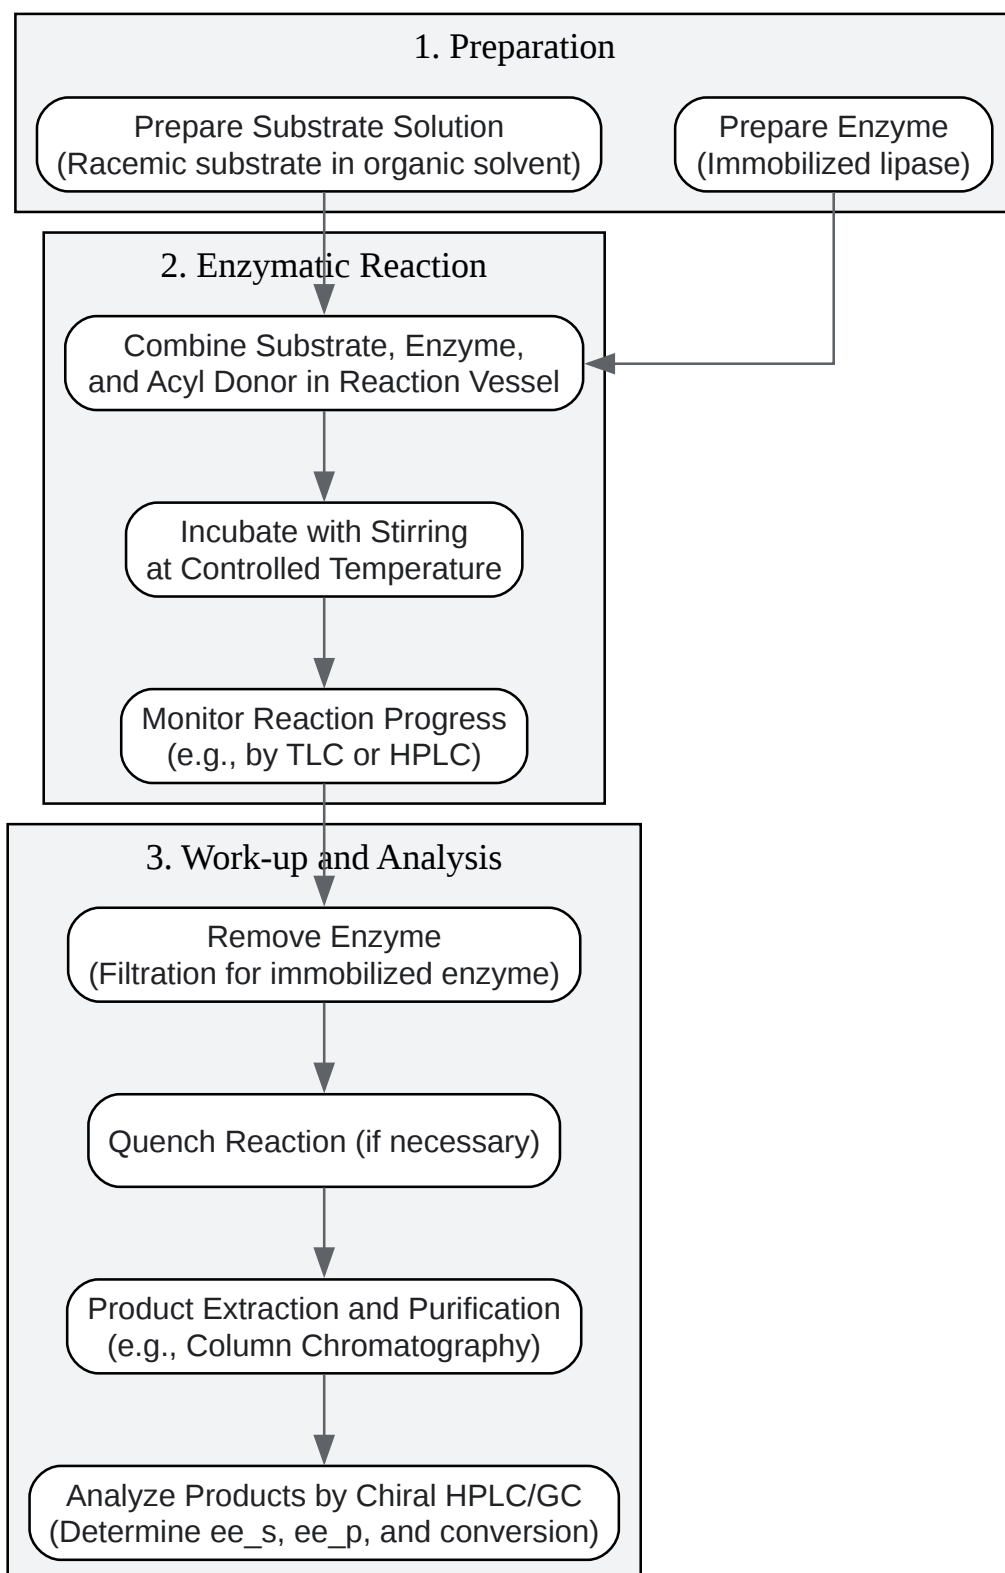 1. Preparation
Prepare Substrate Solution
(Racemic substrate in organic solvent)
Prepare Enzyme
(Immobilized lipase)
2. Enzymatic Reaction
Combine Substrate, Enzyme,
and Acyl Donor in Reaction Vessel
Incubate with Stirring
at Controlled Temperature
Monitor Reaction Progress
(e.g., by TLC or HPLC)
3. Work-up and Analysis
Remove Enzyme
(Filtration for immobilized enzyme)
Quench Reaction (if necessary)
Product Extraction and Purification
(e.g., Column Chromatography)
Analyze Products by Chiral HPLC/GC
(Determine ee_s, ee_p, and conversion)